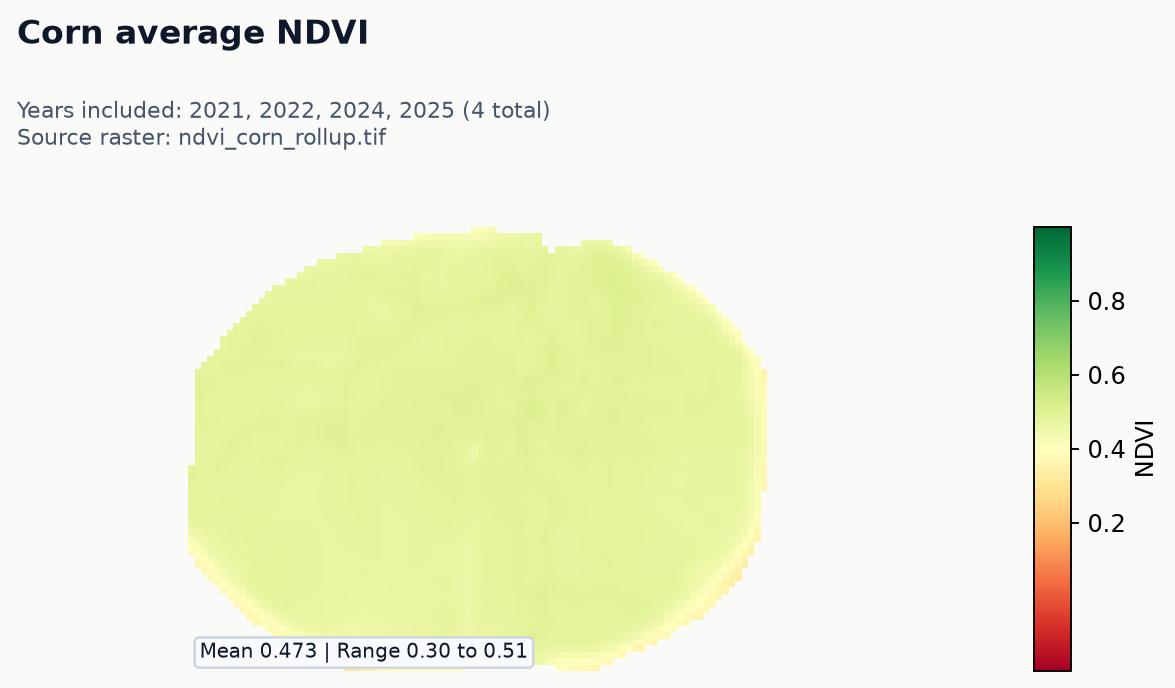 Corn average NDVI
Years included: 2021, 2022, 2024, 2025 (4 total)
Source raster: ndvi_corn_rollup.tif
0.8
0.6
0.4
0.2
NDVI
Mean 0.473 | Range 0.30 to 0.51